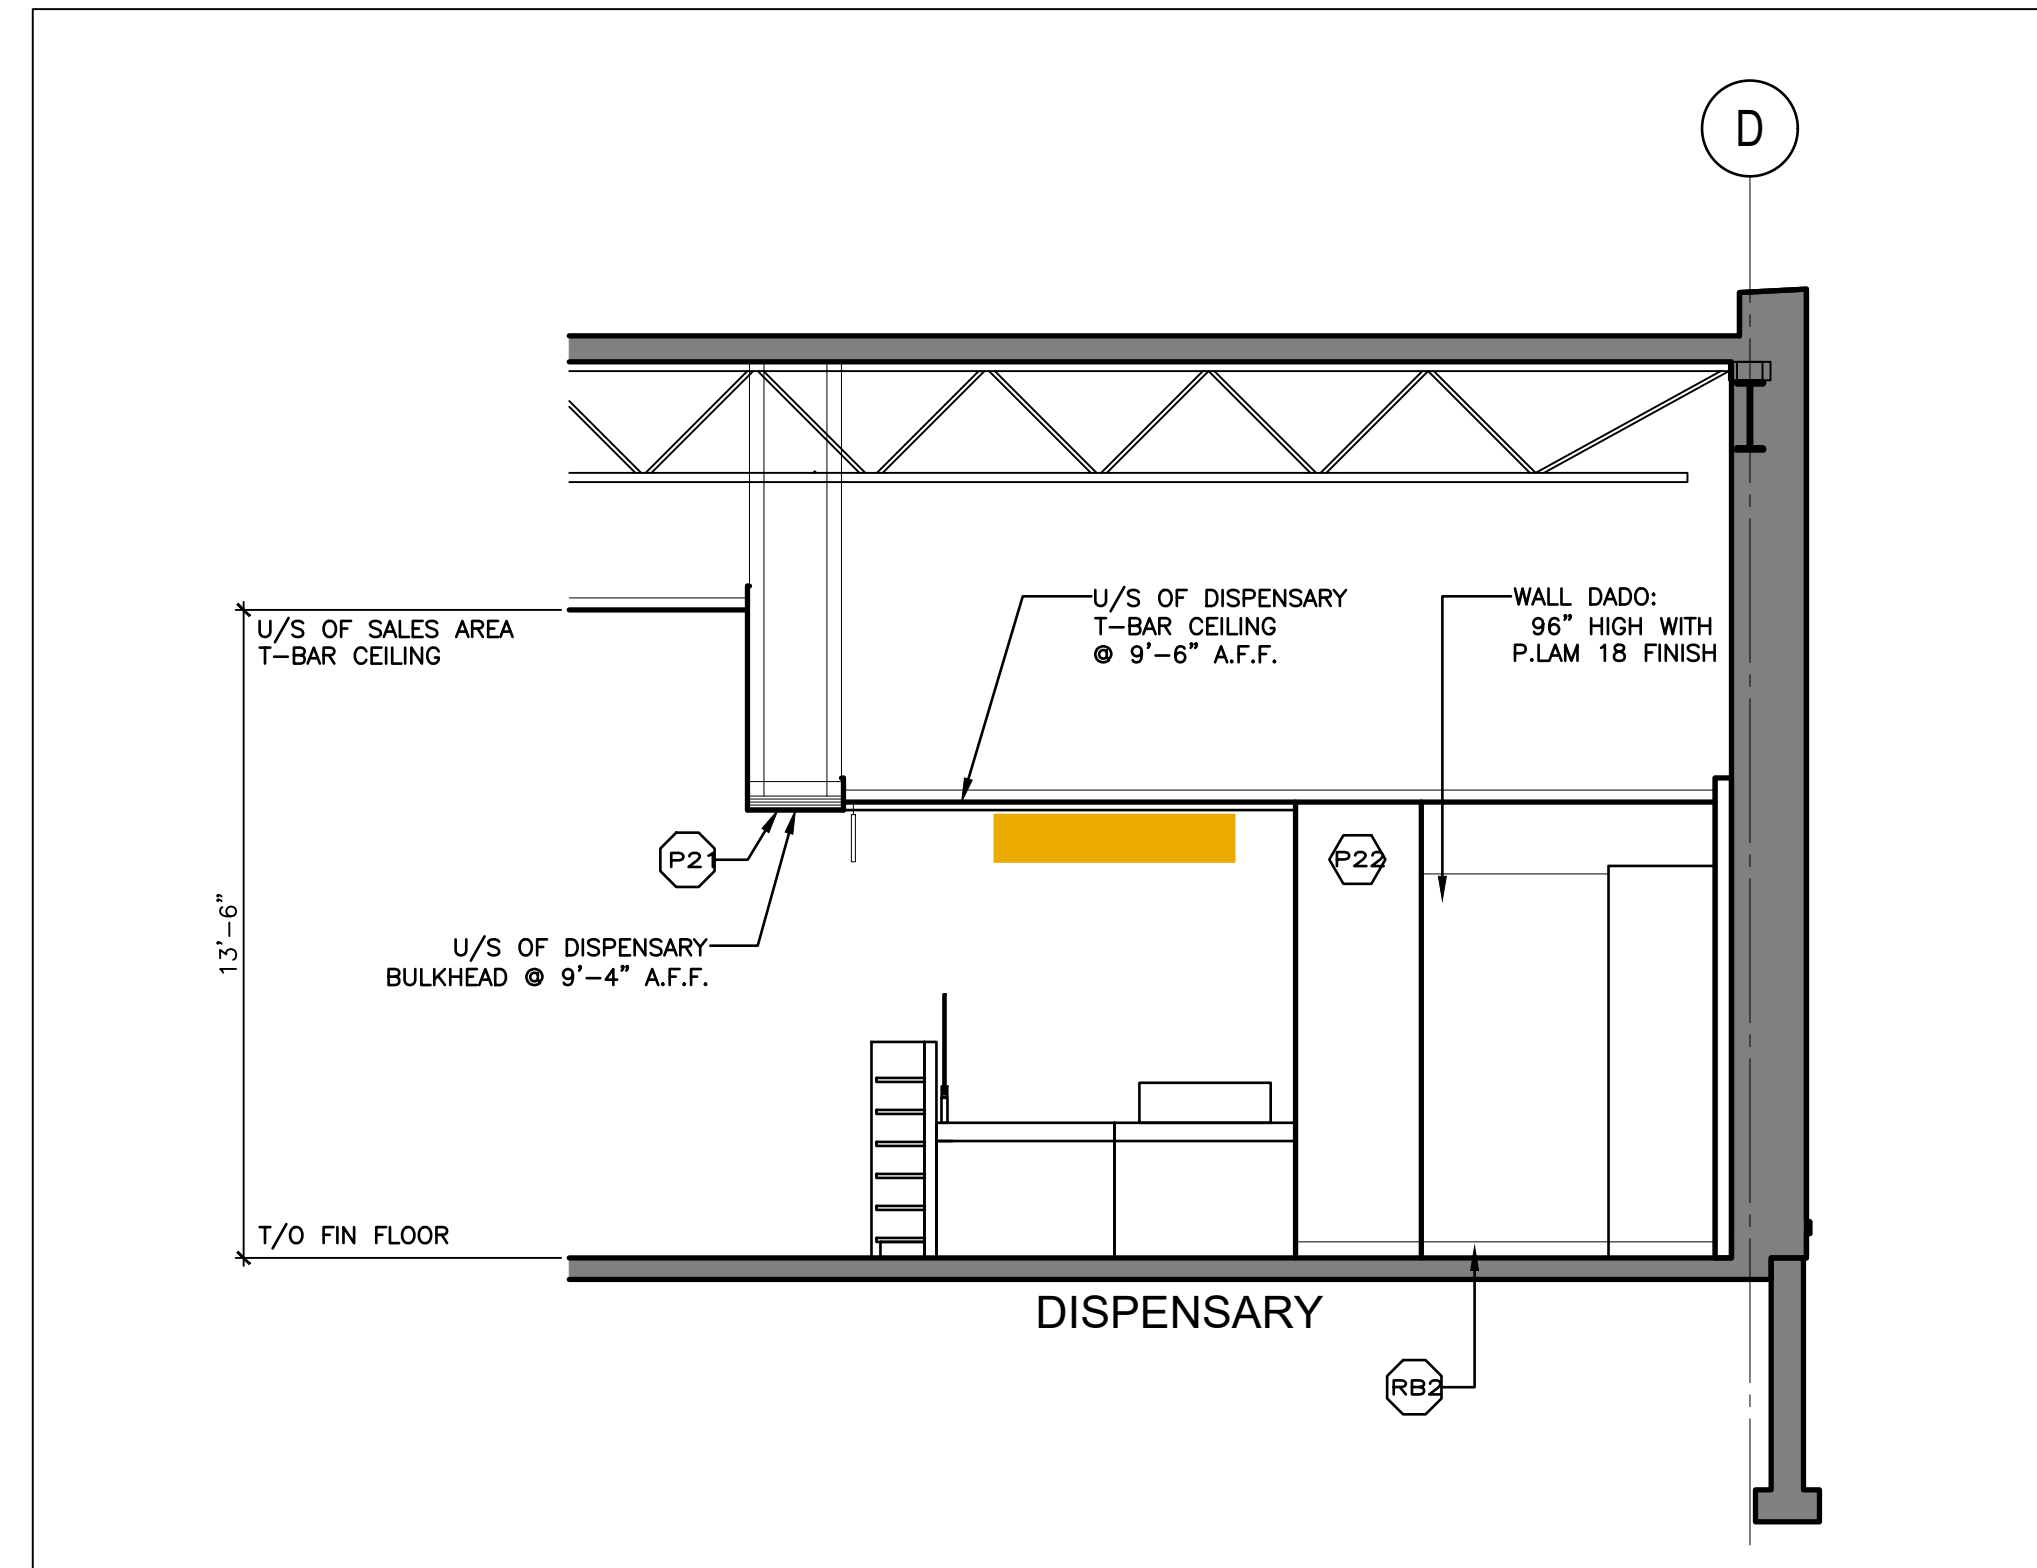 D
U/S OF SALES AREA
T-BAR CEILING
U/S OF DISPENSARY
T-BAR CEILING
@ 9'-6" A.F.F.
WALL DADO:
96" HIGH WITH
P.LAM 18 FINISH
P21
P22
13'-6"
U/S OF DISPENSARY
BULKHEAD @ 9'-4" A.F.F.
T/O FIN FLOOR
DISPENSARY
RB2